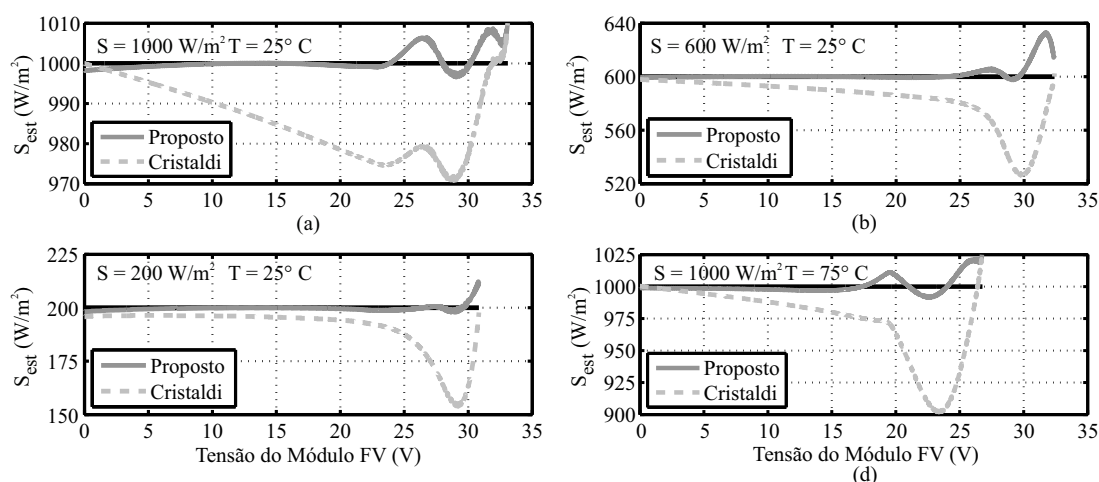 1010
1000
990
980
970
S_est (W/m²)
S = 1000 W/m² T = 25° C
Proposto
Cristaldi
0 5 10 15 20 25 30 35
(a)
640
600
560
520
S_est (W/m²)
S = 600 W/m² T = 25° C
Proposto
Cristaldi
0 5 10 15 20 25 30 35
(b)
225
200
175
150
S_est (W/m²)
S = 200 W/m² T = 25° C
Proposto
Cristaldi
0 5 10 15 20 25 30 35
Tensão do Módulo FV (V)
1025
1000
975
950
925
900
S_est (W/m²)
S = 1000 W/m² T = 75° C
Proposto
Cristaldi
0 5 10 15 20 25 30 35
Tensão do Módulo FV (V)
(d)